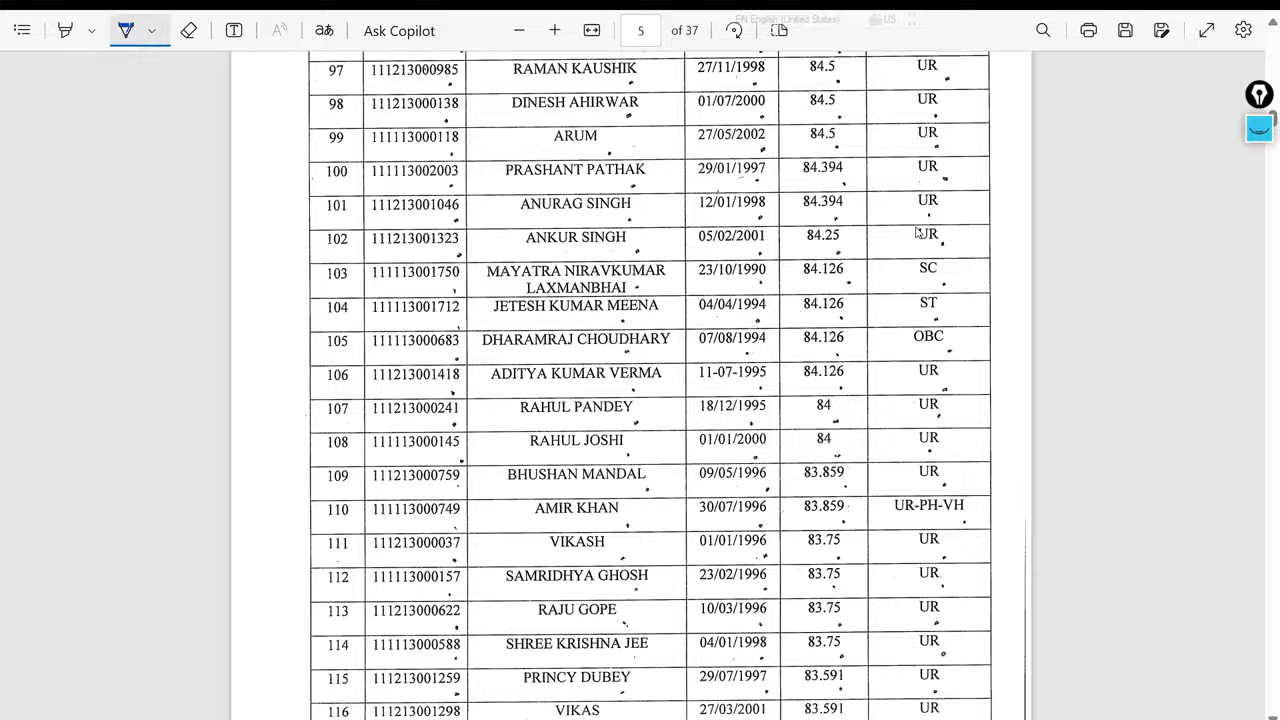 EN English (United States) US
Ask Copilot 5 of 37
97 111213000985 RAMAN KAUSHIK 27/11/1998 84.5 UR
98 111213000138 DINESH AHIRWAR 01/07/2000 84.5 UR
99 111113000118 ARUM 27/05/2002 84.5 UR
100 111113002003 PRASHANT PATHAK 29/01/1997 84.394 UR
101 111213001046 ANURAG SINGH 12/01/1998 84.394 UR
102 111213001323 ANKUR SINGH 05/02/2001 84.25 UR
103 111113001750 MAYATRA NIRAVKUMAR 23/10/1990 84.126 SC
LAXMANBHAI
104 111113001712 JETESH KUMAR MEENA 04/04/1994 84.126 ST
105 111113000683 DHARAMRAJ CHOUDHARY 07/08/1994 84.126 OBC
106 111213001418 ADITYA KUMAR VERMA 11-07-1995 84.126 UR
107 111213000241 RAHUL PANDEY 18/12/1995 84 UR
108 111113000145 RAHUL JOSHI 01/01/2000 84 UR
109 111213000759 BHUSHAN MANDAL 09/05/1996 83.859 UR
110 111113000749 AMIR KHAN 30/07/1996 83.859 UR-PH-VH
111 111213000037 VIKASH 01/01/1996 83.75 UR
112 111113000157 SAMRIDHYA GHOSH 23/02/1996 83.75 UR
113 111213000622 RAJU GOPE 10/03/1996 83.75 UR
114 111113000588 SHREE KRISHNA JEE 04/01/1998 83.75 UR
115 111213001259 PRINCY DUBEY 29/07/1997 83.591 UR
116 111213001298 VIKAS 27/03/2001 83.591 UR